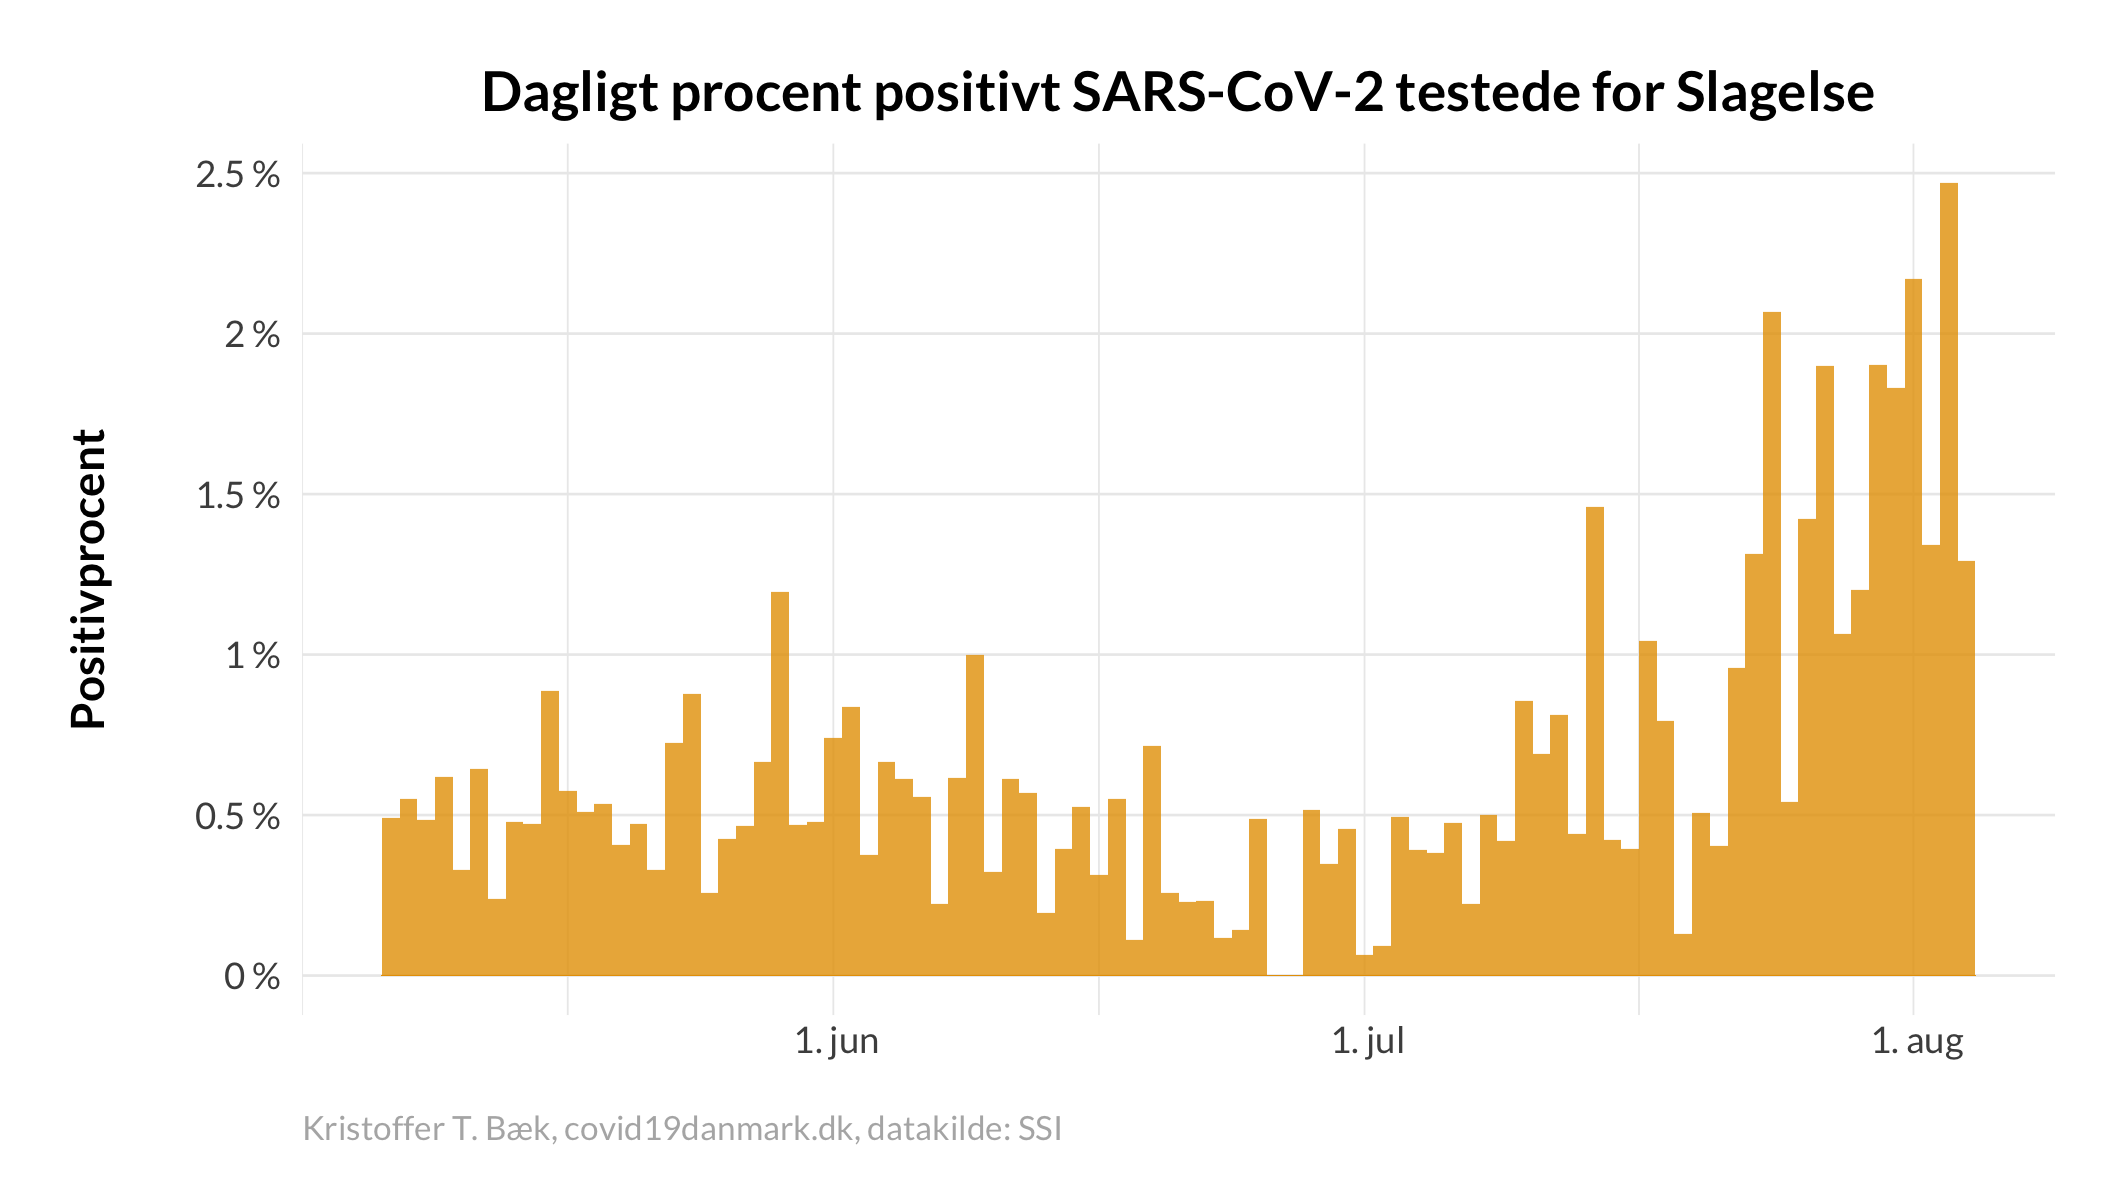 Dagligt procent positivt SARS-CoV-2 testede for Slagelse
Positivprocent
2.5 %
2 %
1.5 %
1 %
0.5 %
0 %
1. jun
1. jul
1. aug
Kristoffer T. Bæk, covid19danmark.dk, datakilde: SSI